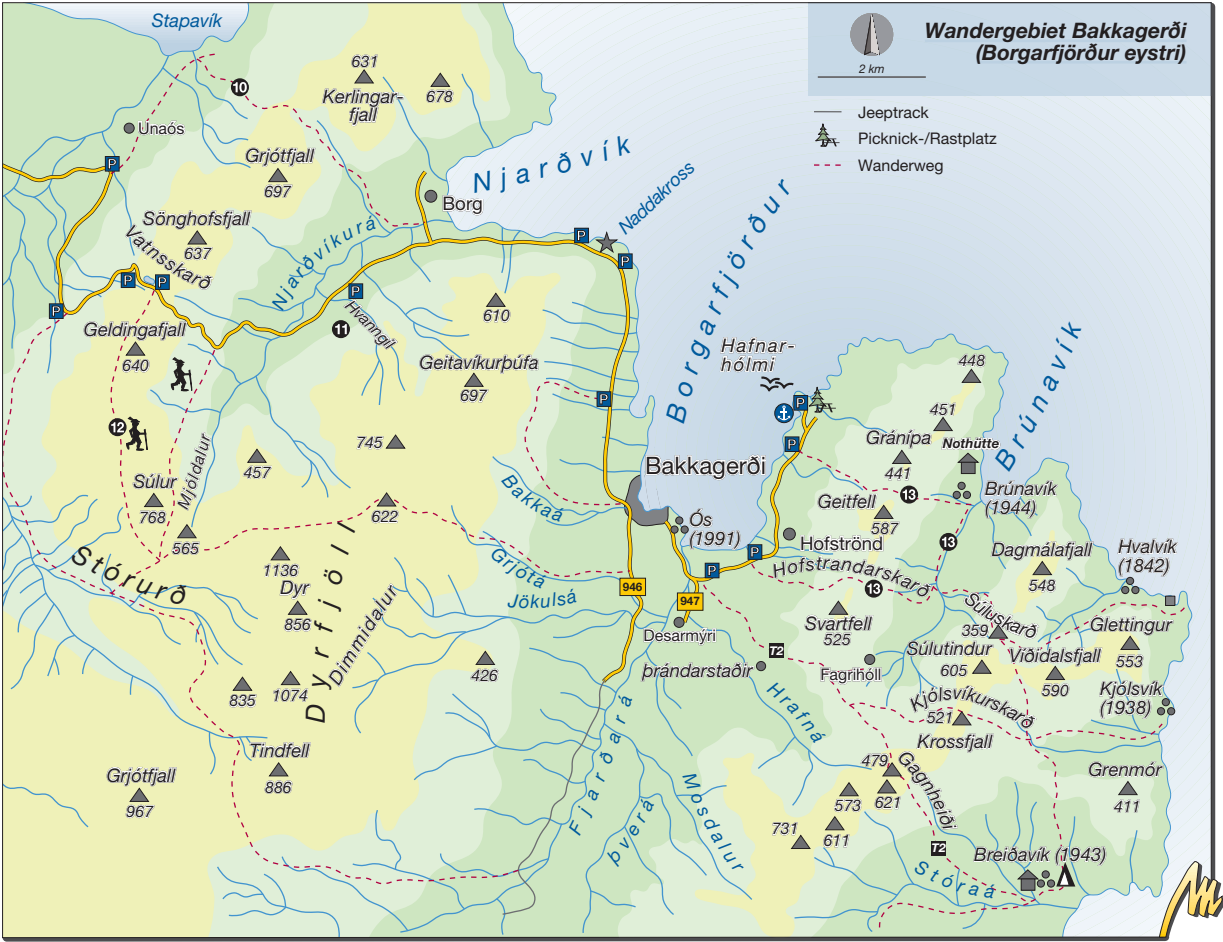 Wandergebiet Bakkagerði
(Borgarfjörður eystri)
2 km
Jeeptrack
Picknick-/Rastplatz
Wanderweg
Stapavík
631
Kerlingar-
fjall
678
10
Unaós
P
Grjótfjall
697
Njarðvík
Borg
Naddakross
P
P
Sönghofsfjall
637
Vatnsskarð
Njarðvíkurá
P
P
P
P
Hvanngil
11
610
Borgarfjörður
Geldingafjall
640
Geitavíkurþúfa
697
P
Hafnar-
hólmi
P
P
448
451
Brúnavík
Gránípa
441
Nothütte
12
Mjóldalur
457
745
Súlur
768
565
622
Bakkagerði
Bakkaá
Ós
(1991)
Geitfell
587
13
Brúnavík
(1944)
Hofströnd
13
Dagmálafjall
548
Hvalvík
(1842)
Stórurð
1136
Dyr
856
Dyrfjöll
Dimmidalur
Grjóta
Jökulsá
946
947
P
P
Hofstrandarskarð
13
Desarmýri
Svartfell
525
Súluskarð
359
Glettingur
553
T2
þrándarstaðir
Fagrihóll
Súlutindur
605
Víðidalsfjall
590
Kjólsvík
(1938)
835
1074
426
Hrafná
Kjólsvíkurskarð
521
Krossfjall
Tindfell
886
Grjótfjall
967
Fjarðará
þverá
Mosdalur
479
Gagnheiði
573
621
611
731
Grenmór
411
T2
Breiðavík (1943)
Stóraá